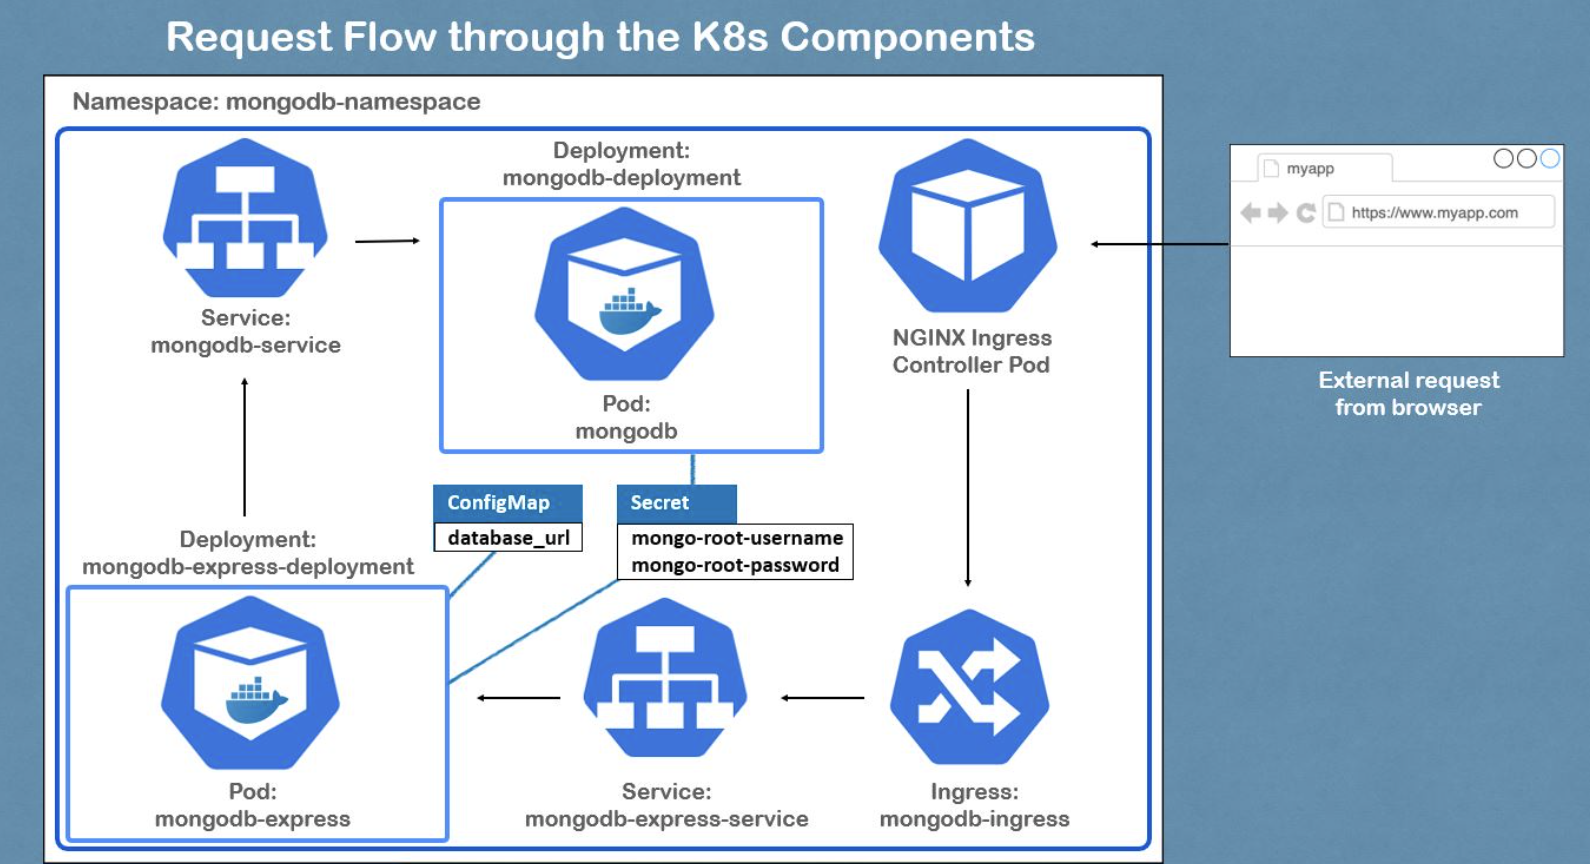 Request Flow through the K8s Components
Namespace: mongodb-namespace
Service:
mongodb-service
Deployment:
mongodb-deployment
Pod:
mongodb
NGINX Ingress
Controller Pod
myapp
https://www.myapp.com
External request
from browser
ConfigMap
database_url
Secret
mongo-root-username
mongo-root-password
Deployment:
mongodb-express-deployment
Pod:
mongodb-express
Service:
mongodb-express-service
Ingress:
mongodb-ingress